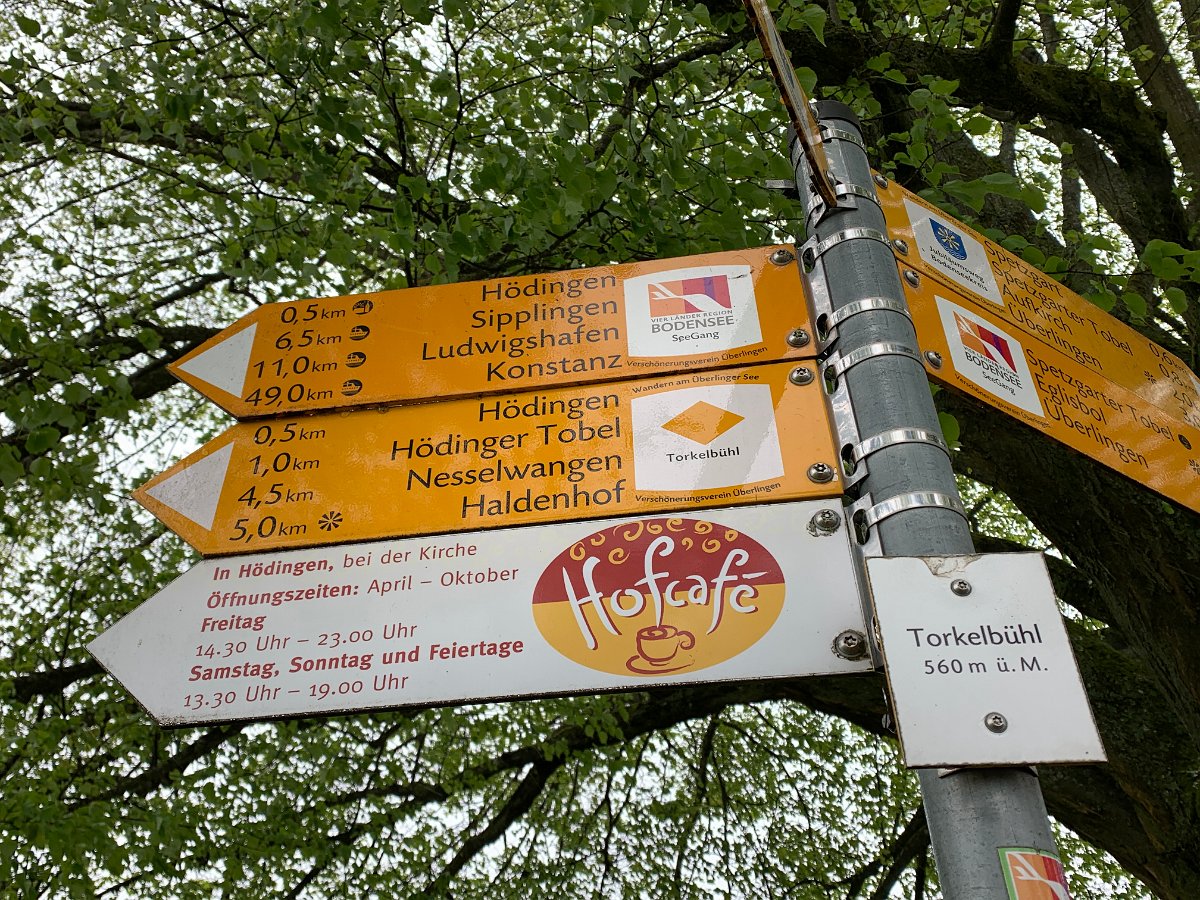 0,5 km Hödingen
6,5 km Sipplingen
11,0 km Ludwigshafen
49,0 km Konstanz
VIER LÄNDER REGION
BODENSEE
SeeGang
Verschönerungsverein Überlingen
Wandern am Überlinger See
0,5 km Hödingen
1,0 km Hödinger Tobel
4,5 km Nesselwangen
5,0 km Haldenhof
Torkelbühl
Verschönerungsverein Überlingen
In Hödingen, bei der Kirche
Öffnungszeiten: April – Oktober
Freitag
14.30 Uhr – 23.00 Uhr
Samstag, Sonntag und Feiertage
13.30 Uhr – 19.00 Uhr
Hofcafé
Jubiläumsweg
Bodenseekreis
Spetzgart
Spetzgarter Tobel
Aufkirch
Überlingen
BODENSEE
SeeGang
Spetzgarter Tobel
Eglisbol
Überlingen
Torkelbühl
560 m ü. M.